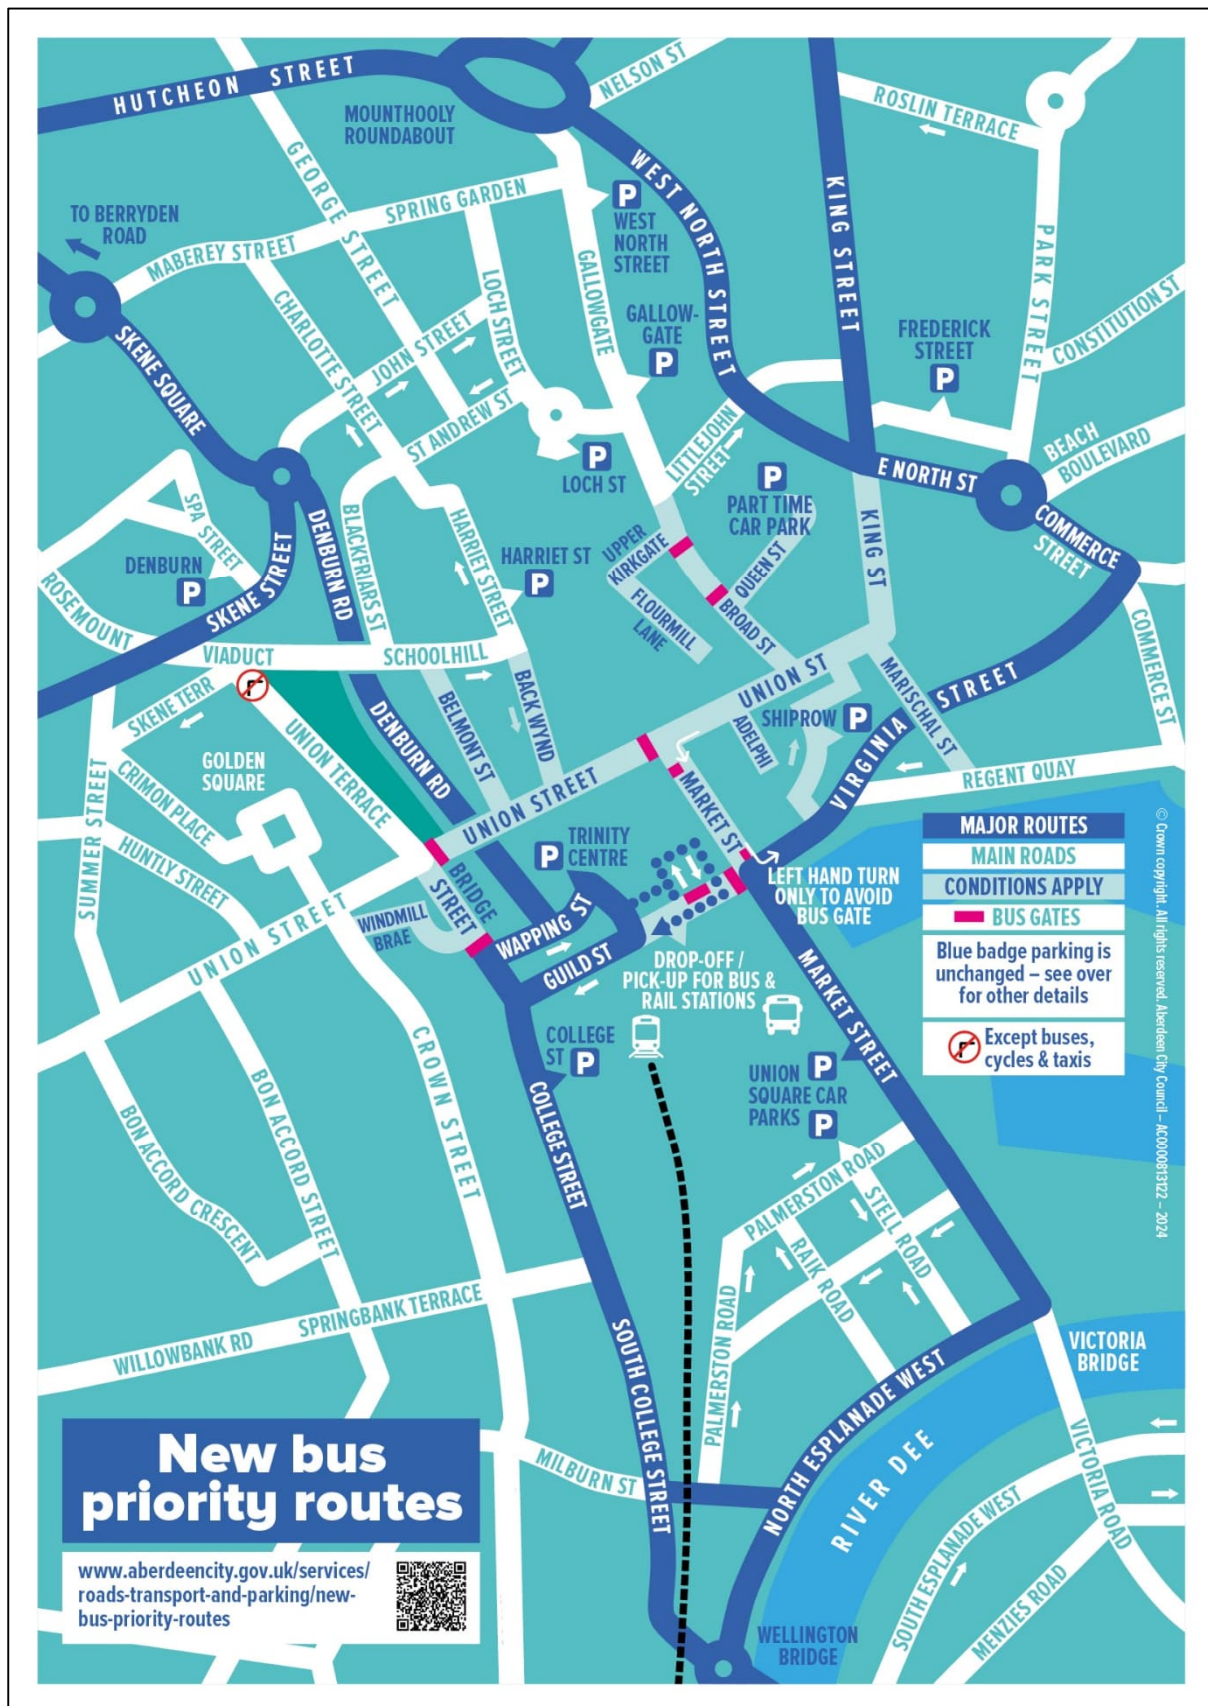 HUTCHEON STREET
MOUNTHOOLY
ROUNDABOUT
NELSON ST
ROSLIN TERRACE
GEORGE STREET
WEST NORTH STREET
KING STREET
PARK STREET
TO BERRYDEN
ROAD
MABEREY STREET
SPRING GARDEN
P
WEST
NORTH
STREET
LOCH STREET
GALLOWGATE
GALLOW-
GATE
P
CONSTITUTION ST
FREDERICK
STREET
P
SKENE SQUARE
CHARLOTTE STREET
JOHN STREET
ST ANDREW ST
LITTLEJOHN
STREET
BEACH
BOULEVARD
E NORTH ST
COMMERCE
STREET
P
LOCH ST
P
PART TIME
CAR PARK
SPA STREET
DENBURN
P
SKENE STREET
DENBURN RD
BLACKFRIARS ST
HARRIET STREET
HARRIET ST
P
UPPER
KIRKGATE
FLOURMILL
LANE
QUEEN ST
BROAD ST
KING ST
ROSEMOUNT
VIADUCT
SCHOOLHILL
COMMERCE ST
SKENE TERR
UNION TERRACE
DENBURN RD
BELMONT ST
BACK WYND
UNION ST
ADELPHI
SHIPROW
P
MARISCHAL ST
VIRGINIA STREET
REGENT QUAY
GOLDEN
SQUARE
CRIMON PLACE
SUMMER STREET
HUNTLY STREET
UNION STREET
MARKET ST
P
TRINITY
CENTRE
LEFT HAND TURN
ONLY TO AVOID
BUS GATE
MAJOR ROUTES
MAIN ROADS
CONDITIONS APPLY
BUS GATES
Blue badge parking is
unchanged – see over
for other details
Except buses,
cycles & taxis
© Crown copyright. All rights reserved. Aberdeen City Council – AC0000813122 – 2024
UNION STREET
WINDMILL
BRAE
BRIDGE
STREET
WAPPING ST
GUILD ST
DROP-OFF /
PICK-UP FOR BUS &
RAIL STATIONS
MARKET STREET
COLLEGE
ST
P
UNION
SQUARE CAR
PARKS
P
P
BON ACCORD CRESCENT
BON ACCORD STREET
CROWN STREET
COLLEGE STREET
PALMERSTON ROAD
STELL ROAD
RAIK ROAD
PALMERSTON ROAD
WILLOWBANK RD
SPRINGBANK TERRACE
SOUTH COLLEGE STREET
NORTH ESPLANADE WEST
VICTORIA
BRIDGE
VICTORIA ROAD
RIVER DEE
MILBURN ST
SOUTH ESPLANADE WEST
MENZIES ROAD
WELLINGTON
BRIDGE
New bus
priority routes
www.aberdeencity.gov.uk/services/
roads-transport-and-parking/new-
bus-priority-routes